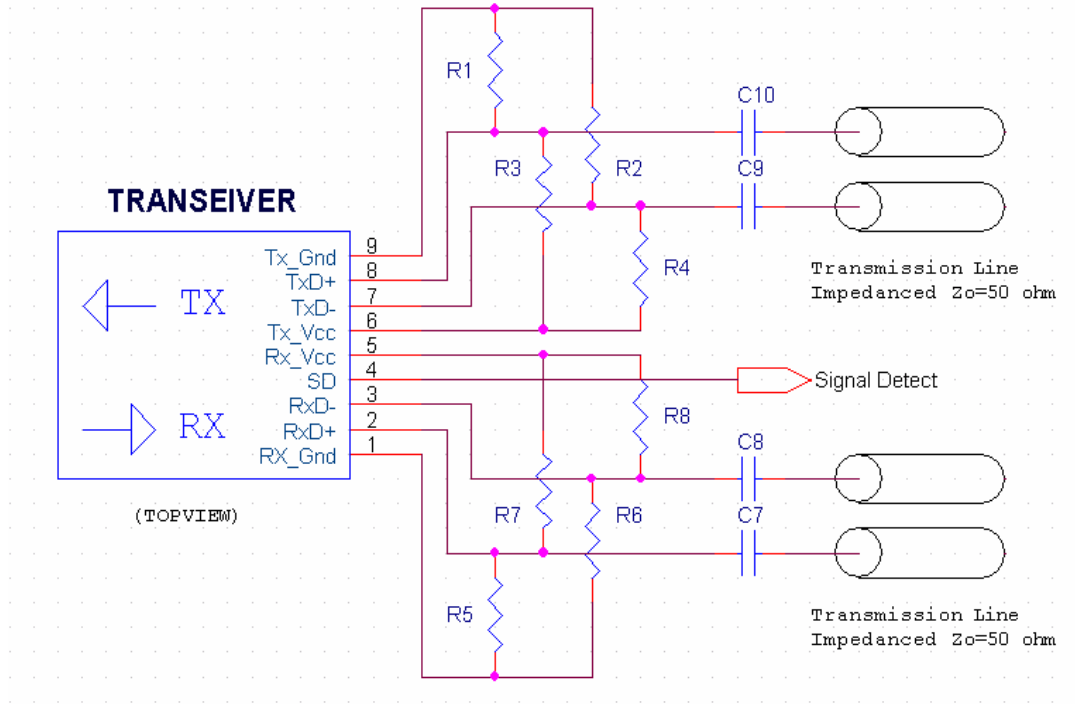 R1
C10
R3
R2
C9
TRANSEIVER
R4
Transmission Line
Impedanced Zo=50 ohm
Tx_Gnd 9
TxD+ 8
TX
TxD- 7
Tx_Vcc 6
Rx_Vcc 5
SD 4
Signal Detect
RxD- 3
RX
RxD+ 2
RX_Gnd 1
R8
C8
(TOPVIEW)
R7
R6
C7
R5
Transmission Line
Impedanced Zo=50 ohm